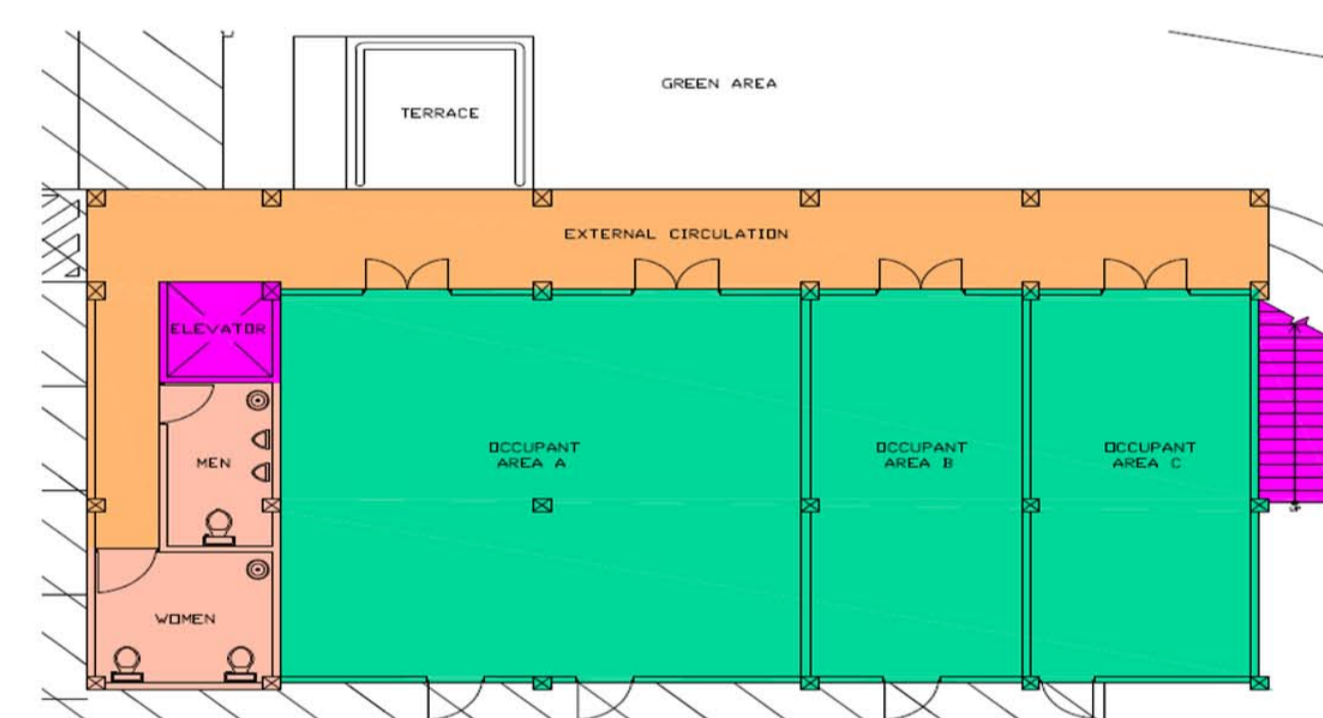 GREEN AREA
TERRACE
EXTERNAL CIRCULATION
ELEVATOR
MEN
OCCUPANT
AREA A
OCCUPANT
AREA B
OCCUPANT
AREA C
WOMEN